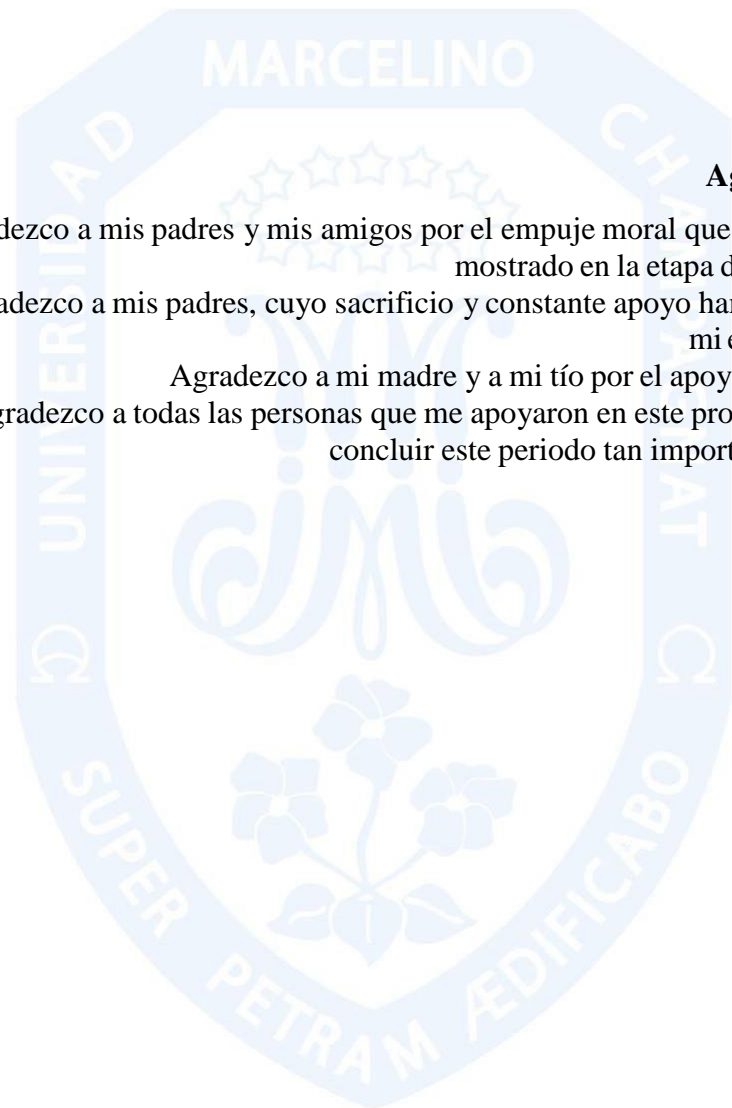 MARCELINO
UNIVERSIDAD
CHAMPAGNAT
Ag
dezco a mis padres y mis amigos por el empuje moral que
mostrado en la etapa d
adezco a mis padres, cuyo sacrificio y constante apoyo har
mi e
Agradezco a mi madre y a mi tío por el apoy
gradezco a todas las personas que me apoyaron en este pro
concluir este periodo tan import
Ω
Ω
SUPER PETRAM ÆDIFICABO